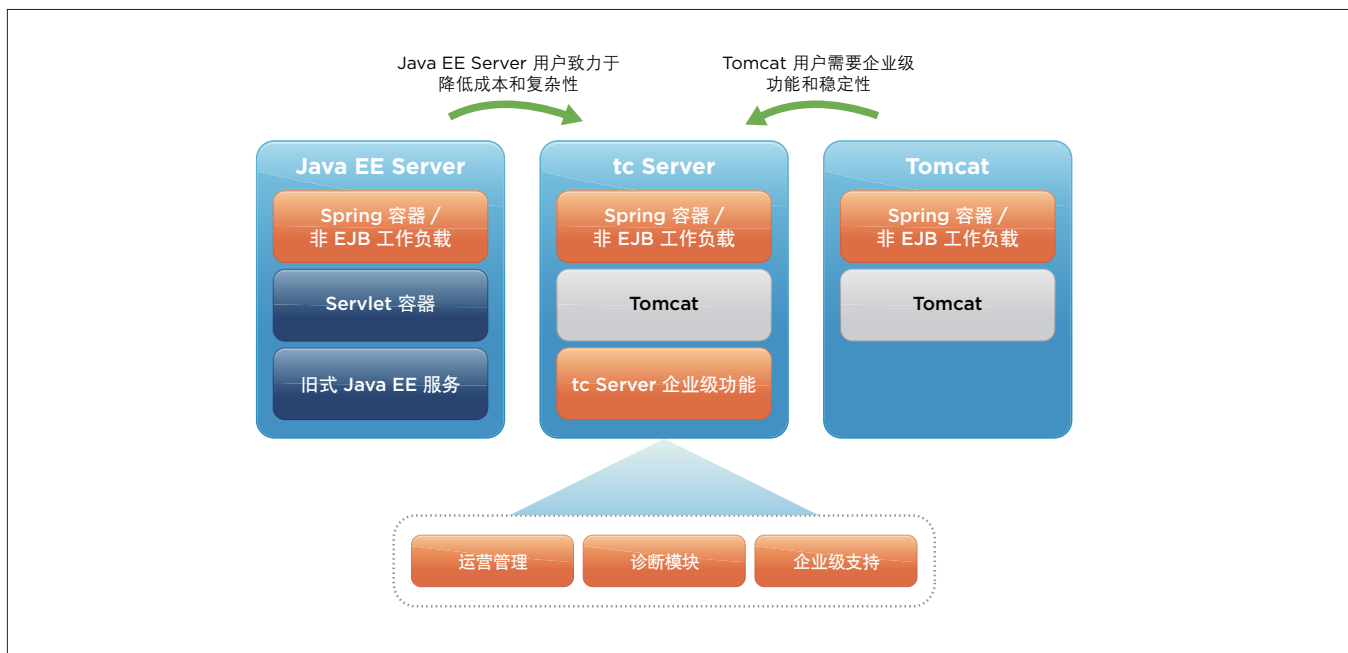 Java EE Server 用户致力于
降低成本和复杂性
Tomcat 用户需要企业级
功能和稳定性
Java EE Server
Spring 容器 /
非 EJB 工作负载
Servlet 容器
旧式 Java EE 服务
tc Server
Spring 容器 /
非 EJB 工作负载
Tomcat
tc Server 企业级功能
Tomcat
Spring 容器 /
非 EJB 工作负载
Tomcat
运营管理
诊断模块
企业级支持